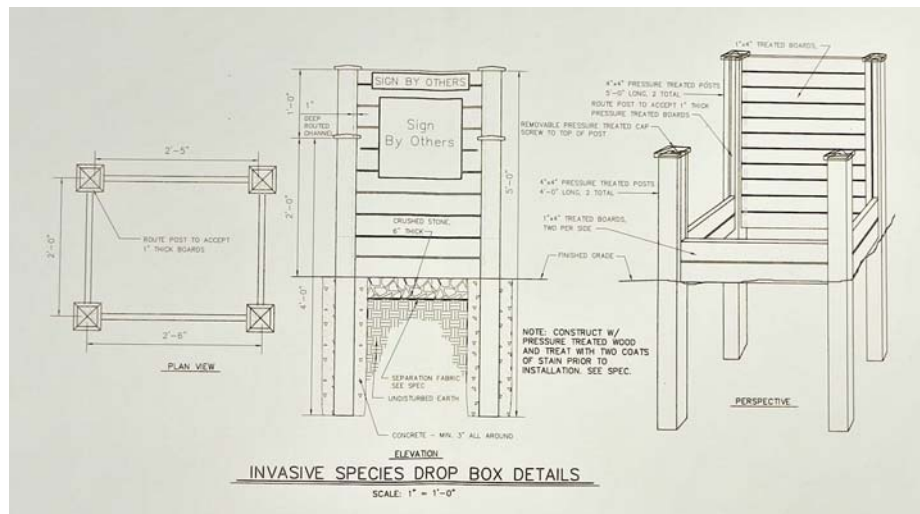 2'-5"
2'-0"
ROUTE POST TO ACCEPT
1" THICK BOARDS
2'-6"
PLAN VIEW
1'-0"
1"
DEEP
ROUTED
CHANNEL
SIGN BY OTHERS
Sign
By Others
2'-0"
5'-0"
CRUSHED STONE,
6" THICK
4'-0"
SEPARATION FABRIC
SEE SPEC
UNDISTURBED EARTH
CONCRETE - MIN. 3" ALL AROUND
ELEVATION
1"x4" TREATED BOARDS,
4"x4" PRESSURE TREATED POSTS
5'-0" LONG, 2 TOTAL
ROUTE POST TO ACCEPT 1" THICK
PRESSURE TREATED BOARDS
REMOVABLE PRESSURE TREATED CAP
SCREW TO TOP OF POST
4"x4" PRESSURE TREATED POSTS
4'-0" LONG, 2 TOTAL
1"x4" TREATED BOARDS,
TWO PER SIDE
FINISHED GRADE
NOTE: CONSTRUCT W/
PRESSURE TREATED WOOD
AND TREAT WITH TWO COATS
OF STAIN PRIOR TO
INSTALLATION. SEE SPEC.
PERSPECTIVE
INVASIVE SPECIES DROP BOX DETAILS
SCALE: 1" = 1'-0"